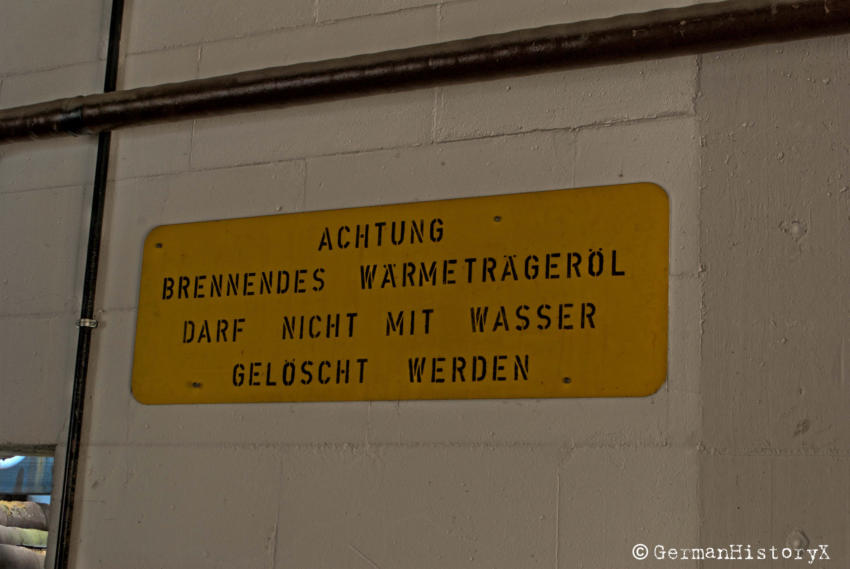 ACHTUNG
BRENNENDES WÄRMETRÄGERÖL
DARF NICHT MIT WASSER
GELÖSCHT WERDEN
©GermanHistoryX